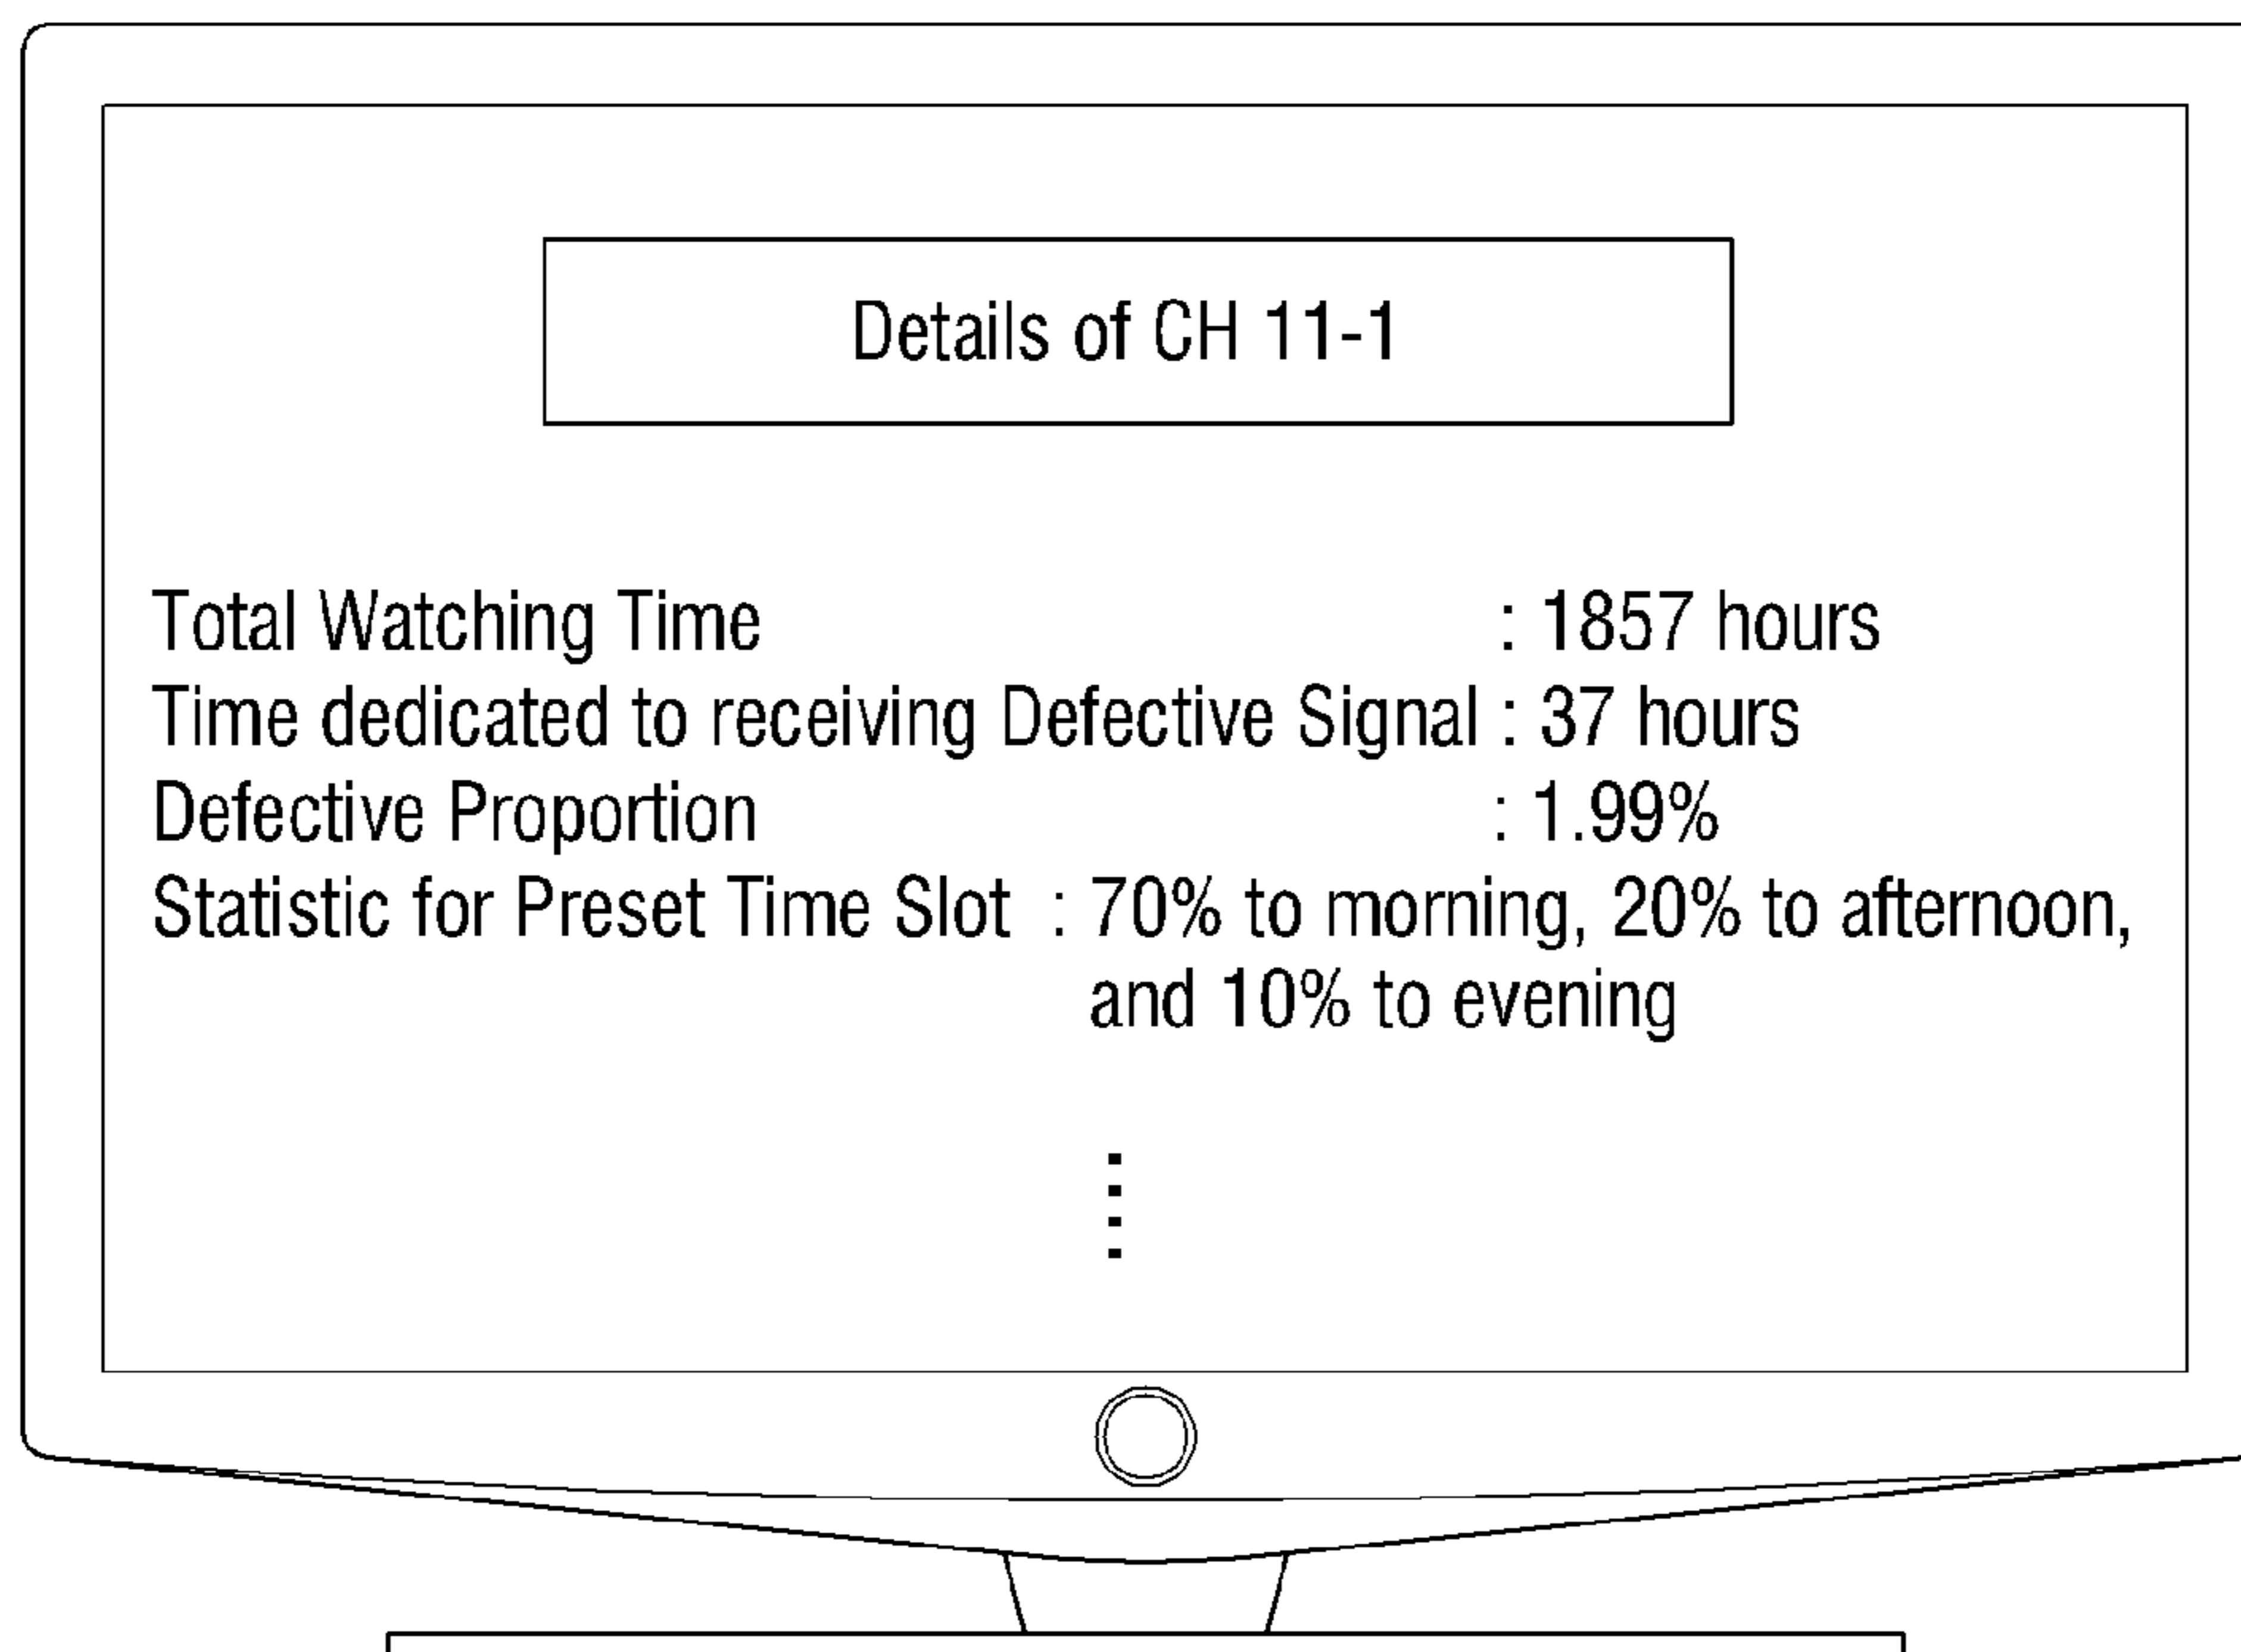 Details of CH 11-1
Total Watching Time : 1857 hours
Time dedicated to receiving Defective Signal : 37 hours
Defective Proportion : 1.99%
Statistic for Preset Time Slot : 70% to morning, 20% to afternoon,
and 10% to evening